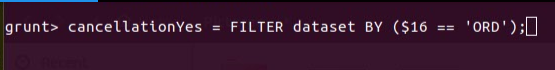 grunt> cancellationYes = FILTER dataset BY ($16 == 'ORD');